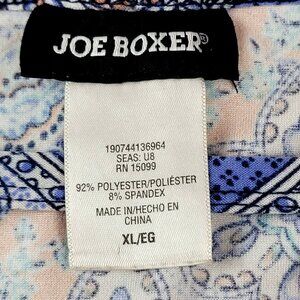 JOE BOXER®
190744136964
SEAS: U8
RN 15099
92% POLYESTER/POLIÉSTER
8% SPANDEX
MADE IN/HECHO EN
CHINA
XL/EG